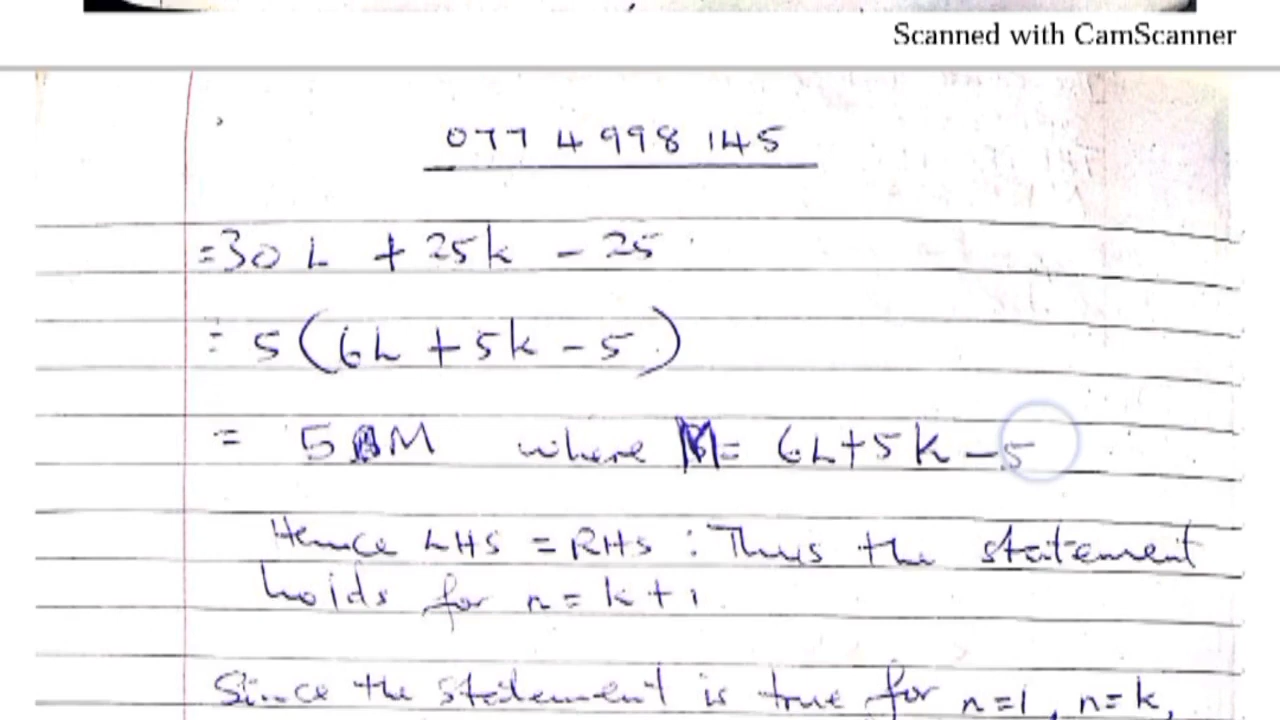 Scanned with CamScanner
077 4 998 145
=30 L + 25k - 25
= 5 (6L + 5k - 5)
= 5 M where M = 6L+5k-5
Hence LHS = RHS : Thus the statement
holds for n = k + 1
Since the statement is true for n=1, n=k,